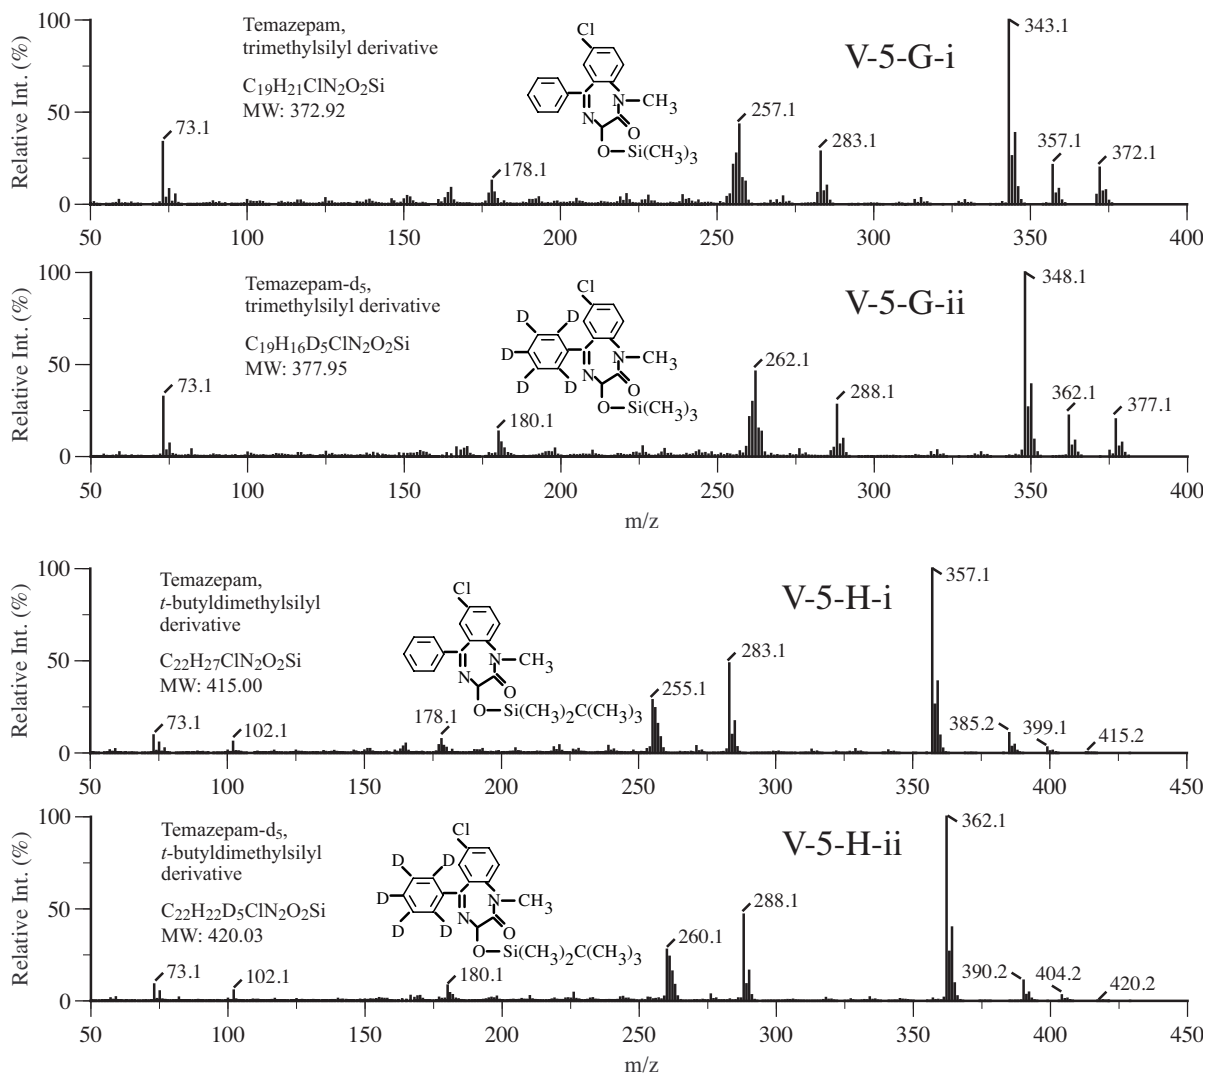 Relative Int. (%)
100
50
0
Temazepam,
trimethylsilyl derivative
C₁₉H₂₁ClN₂O₂Si
MW: 372.92
Cl
N—CH₃
N
O
O—Si(CH₃)₃
V-5-G-i
73.1
178.1
257.1
283.1
343.1
357.1
372.1
50 100 150 200 250 300 350 400
Relative Int. (%)
100
50
0
Temazepam-d₅,
trimethylsilyl derivative
C₁₉H₁₆D₅ClN₂O₂Si
MW: 377.95
Cl
D D
D
D D
N—CH₃
N
O
O—Si(CH₃)₃
V-5-G-ii
73.1
180.1
262.1
288.1
348.1
362.1
377.1
50 100 150 200 250 300 350 400
m/z
Relative Int. (%)
100
50
0
Temazepam,
t-butyldimethylsilyl
derivative
C₂₂H₂₇ClN₂O₂Si
MW: 415.00
Cl
N—CH₃
N
O
O—Si(CH₃)₂C(CH₃)₃
V-5-H-i
73.1
102.1
178.1
255.1
283.1
357.1
385.2
399.1
415.2
50 100 150 200 250 300 350 400 450
Relative Int. (%)
100
50
0
Temazepam-d₅,
t-butyldimethylsilyl
derivative
C₂₂H₂₂D₅ClN₂O₂Si
MW: 420.03
Cl
D D
D
D D
N—CH₃
N
O
O—Si(CH₃)₂C(CH₃)₃
V-5-H-ii
73.1
102.1
180.1
260.1
288.1
362.1
390.2
404.2
420.2
50 100 150 200 250 300 350 400 450
m/z